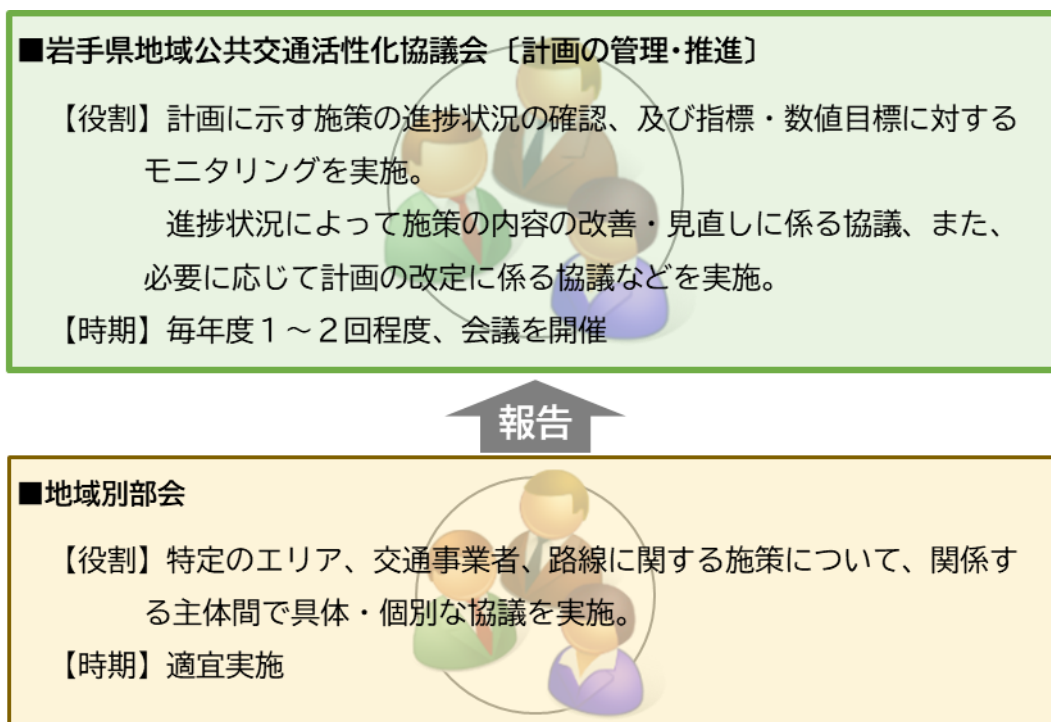 ■岩手県地域公共交通活性化協議会〔計画の管理・推進〕
【役割】計画に示す施策の進捗状況の確認、及び指標・数値目標に対する
モニタリングを実施。
進捗状況によって施策の内容の改善・見直しに係る協議、また、
必要に応じて計画の改定に係る協議などを実施。
【時期】毎年度１～２回程度、会議を開催
報告
■地域別部会
【役割】特定のエリア、交通事業者、路線に関する施策について、関係す
る主体間で具体・個別な協議を実施。
【時期】適宜実施